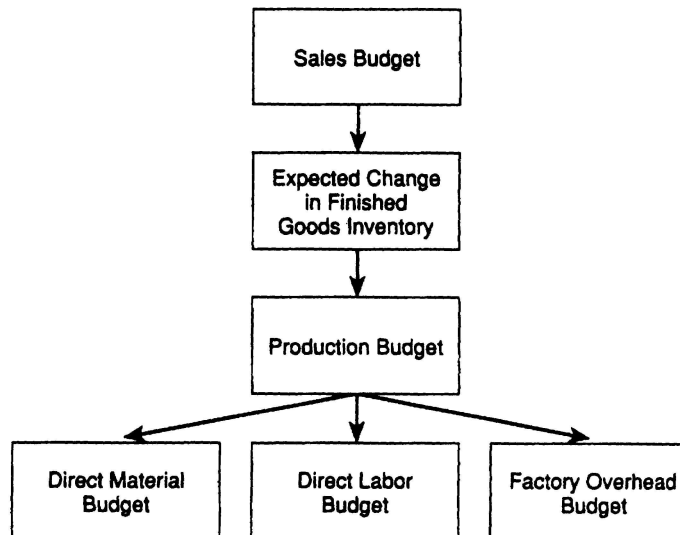 Sales Budget
Expected Change
in Finished
Goods Inventory
Production Budget
Direct Material
Budget
Direct Labor
Budget
Factory Overhead
Budget